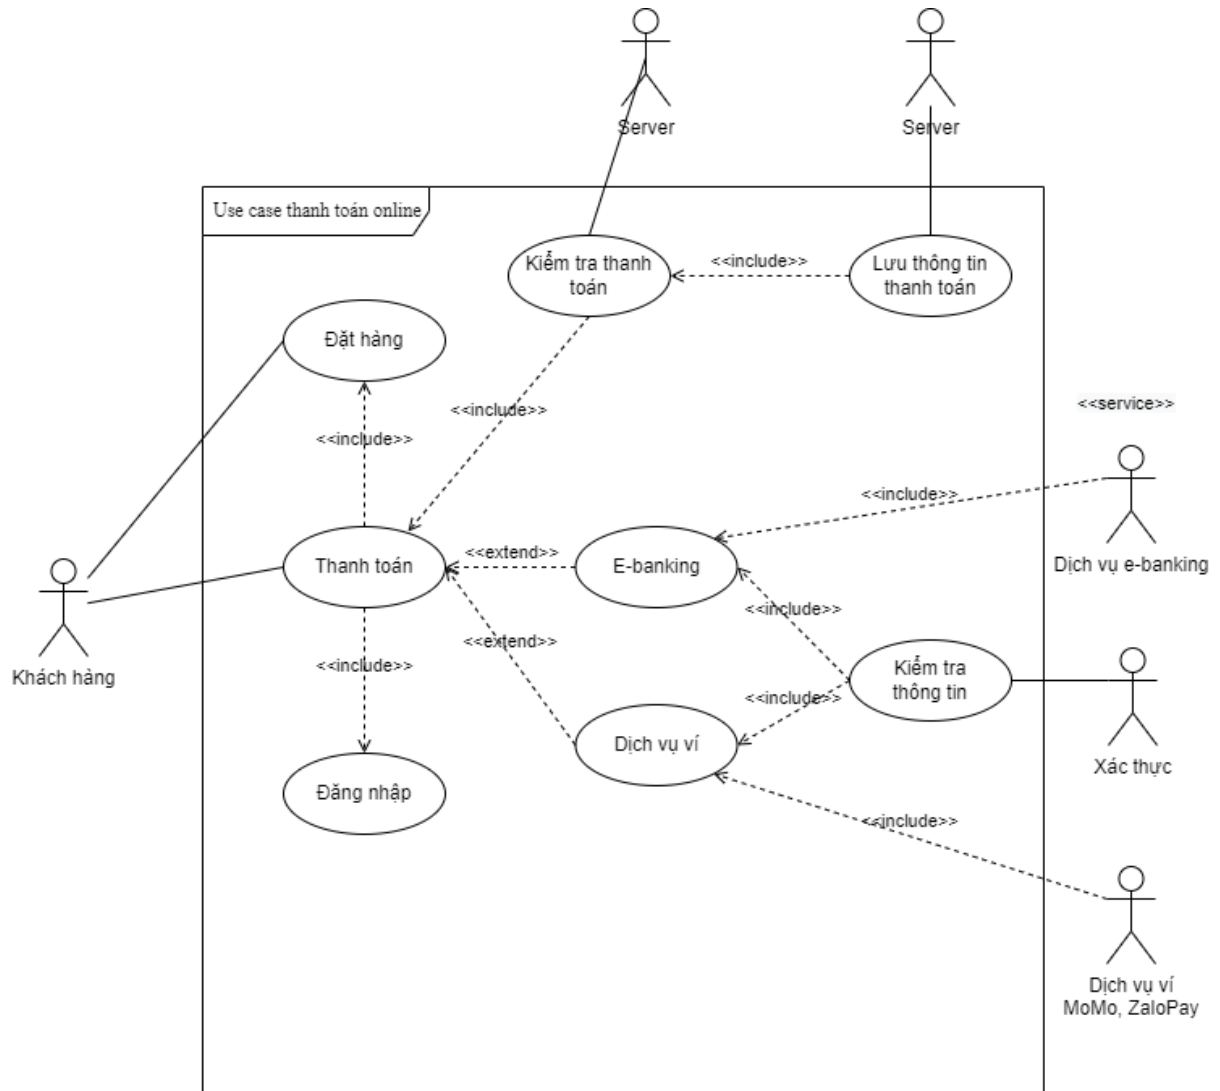 Server
Server
Use case thanh toán online
Kiểm tra thanh
toán
<<include>>
Lưu thông tin
thanh toán
Đặt hàng
<<include>>
<<include>>
<<service>>
<<include>>
Thanh toán
<<extend>>
E-banking
Dịch vụ e-banking
<<include>>
Khách hàng
<<include>>
<<extend>>
Kiểm tra
thông tin
<<include>>
Dịch vụ ví
Xác thực
Đăng nhập
<<include>>
Dịch vụ ví
MoMo, ZaloPay